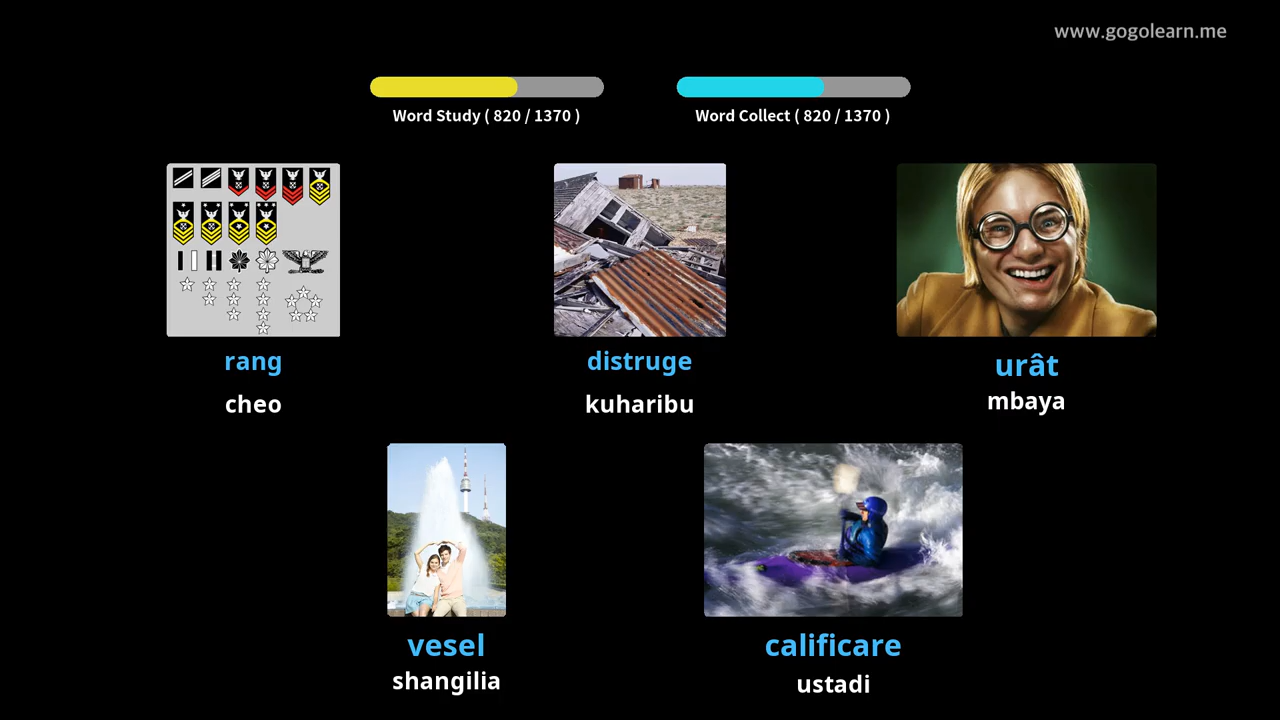 www.gogolearn.me
Word Study ( 820 / 1370 )
Word Collect ( 820 / 1370 )
rang
cheo
distruge
kuharibu
urât
mbaya
vesel
shangilia
calificare
ustadi